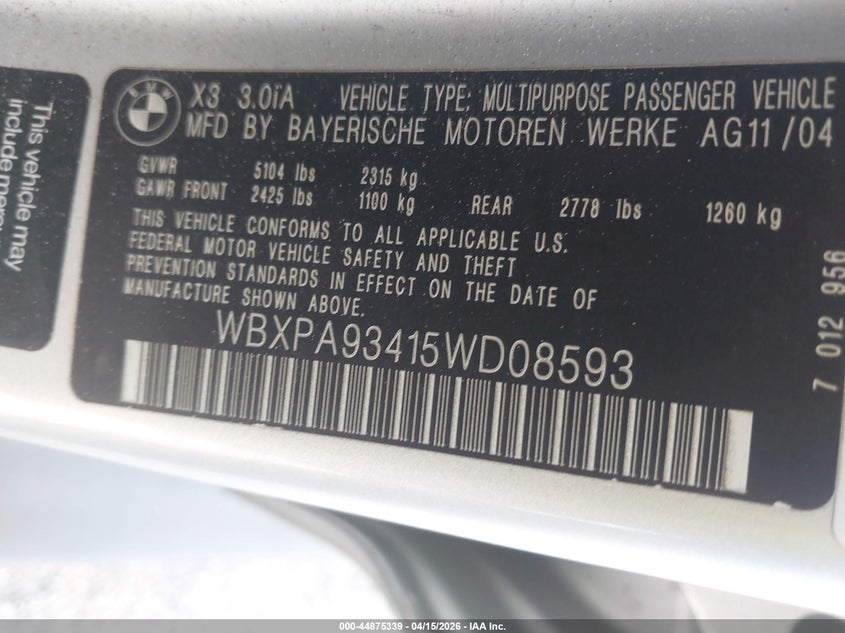 This vehicle may
BMW
X3 3.0iA VEHICLE TYPE: MULTIPURPOSE PASSENGER VEHICLE
MFD BY BAYERISCHE MOTOREN WERKE AG11/04
GVWR 5104 lbs 2315 kg
GAWR FRONT 2425 lbs 1100 kg REAR 2778 lbs 1260 kg
THIS VEHICLE CONFORMS TO ALL APPLICABLE U.S.
FEDERAL MOTOR VEHICLE SAFETY AND THEFT
PREVENTION STANDARDS IN EFFECT ON THE DATE OF
MANUFACTURE SHOWN ABOVE.
WBXPA93415WD08593
7 012 956
000-44875339 - 04/15/2026 - IAA Inc.